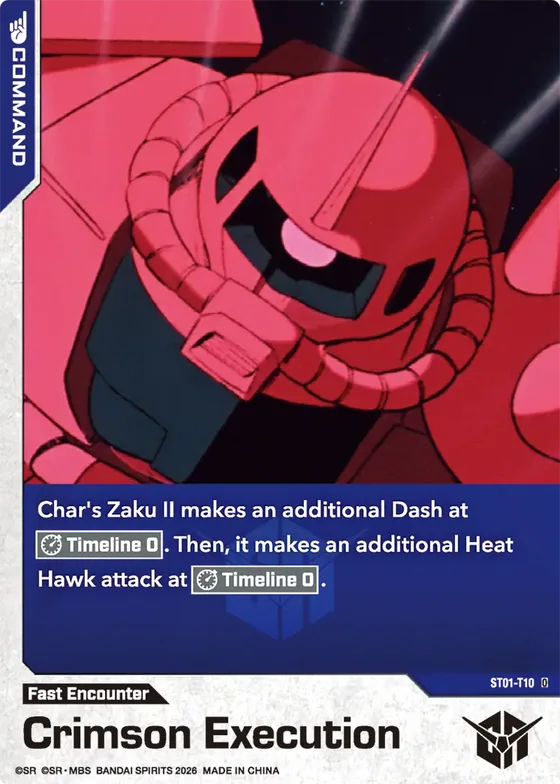 COMMAND
Char's Zaku II makes an additional Dash at
Timeline 0. Then, it makes an additional Heat
Hawk attack at Timeline 0.
ST01-T10 0
Fast Encounter
Crimson Execution
©SR ©SR・MBS BANDAI SPIRITS 2026 MADE IN CHINA